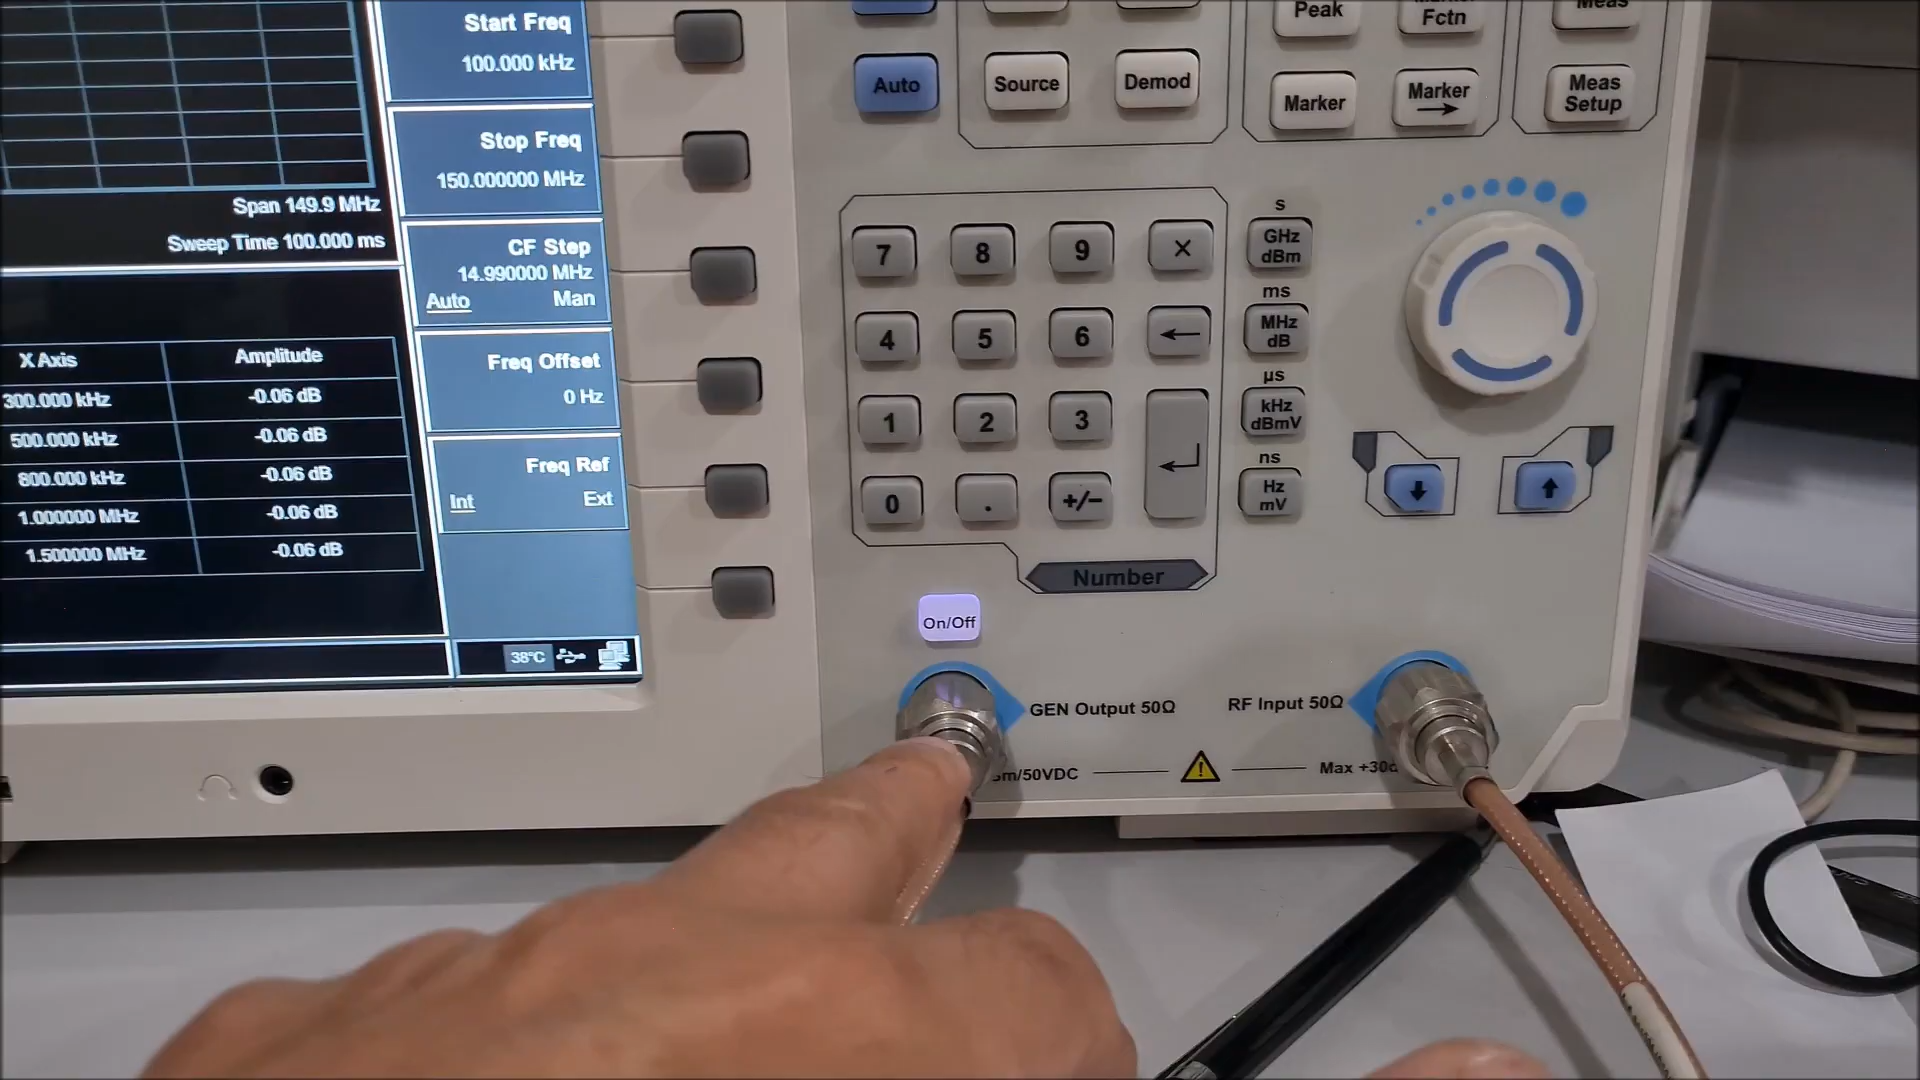 Start Freq
100.000 kHz
Stop Freq
150.000000 MHz
Span 149.9 MHz
Sweep Time 100.000 ms
CF Step
14.990000 MHz
Auto Man
Freq Offset
0 Hz
Freq Ref
Int Ext
X Axis Amplitude
300.000 kHz -0.06 dB
500.000 kHz -0.06 dB
800.000 kHz -0.06 dB
1.000000 MHz -0.06 dB
1.500000 MHz -0.06 dB
38°C
Peak
Fctn
Meas
Auto
Source
Demod
Marker
Marker
Meas
Setup
7 8 9 ×
4 5 6 ←
1 2 3
0 . +/−
Number
s
GHz
dBm
ms
MHz
dB
µs
kHz
dBmV
ns
Hz
mV
On/Off
GEN Output 50Ω
RF Input 50Ω
m/50VDC
Max +30